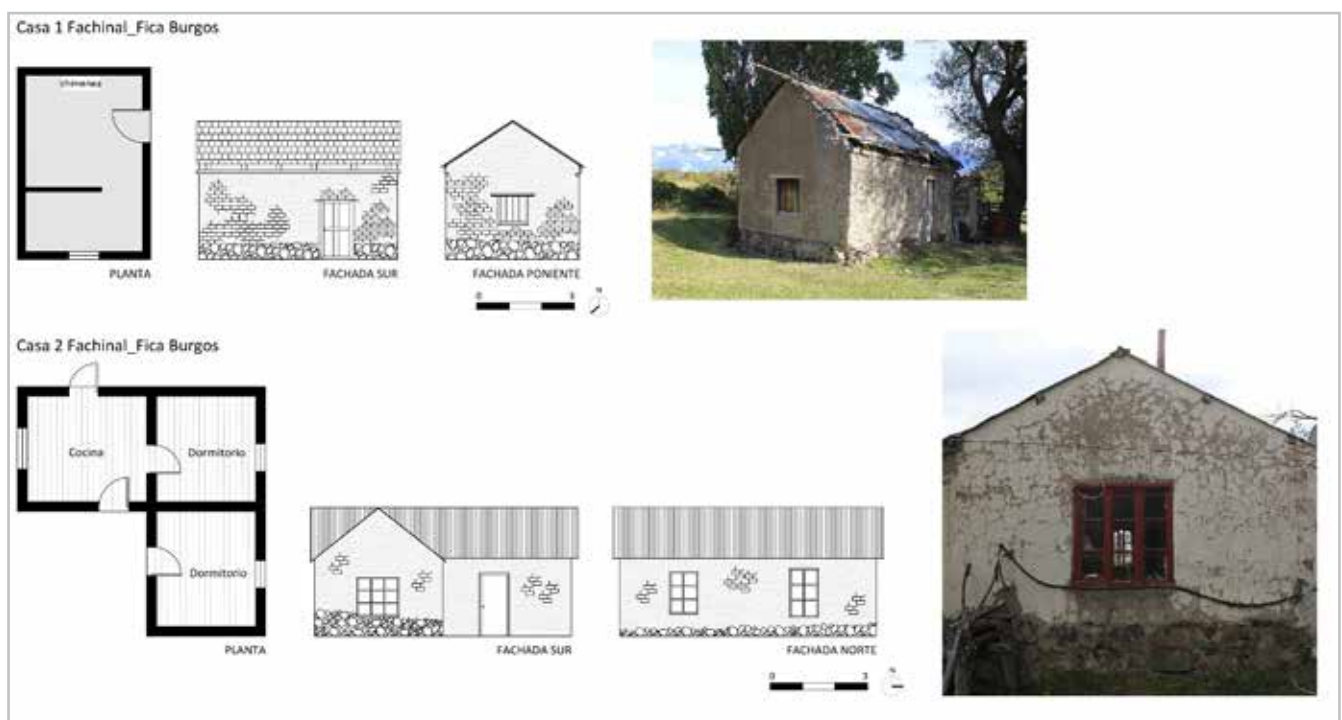 Casa 1 Fachinal_Fica Burgos
Chimenea
PLANTA
FACHADA SUR
FACHADA PONIENTE
0 3
N
Casa 2 Fachinal_Fica Burgos
Cocina
Dormitorio
Dormitorio
PLANTA
FACHADA SUR
FACHADA NORTE
0 3